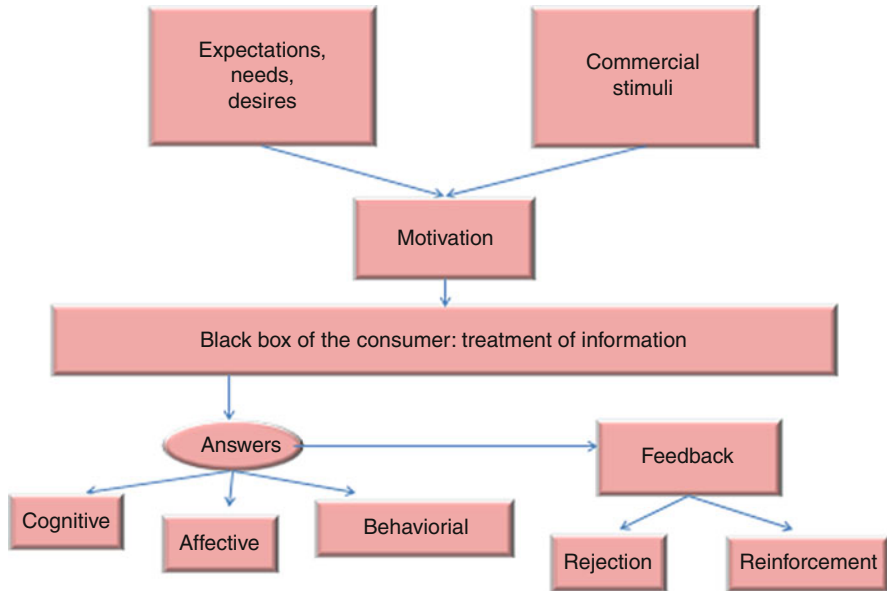 Expectations,
needs,
desires
Commercial
stimuli
Motivation
Black box of the consumer: treatment of information
Answers
Feedback
Cognitive
Affective
Behaviorial
Rejection
Reinforcement